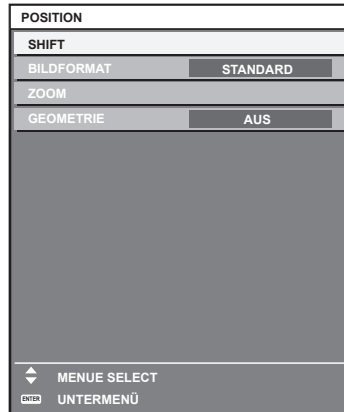 POSITION
SHIFT
BILDFORMAT STANDARD
ZOOM
GEOMETRIE AUS
MENUE SELECT
ENTER UNTERMENÜ